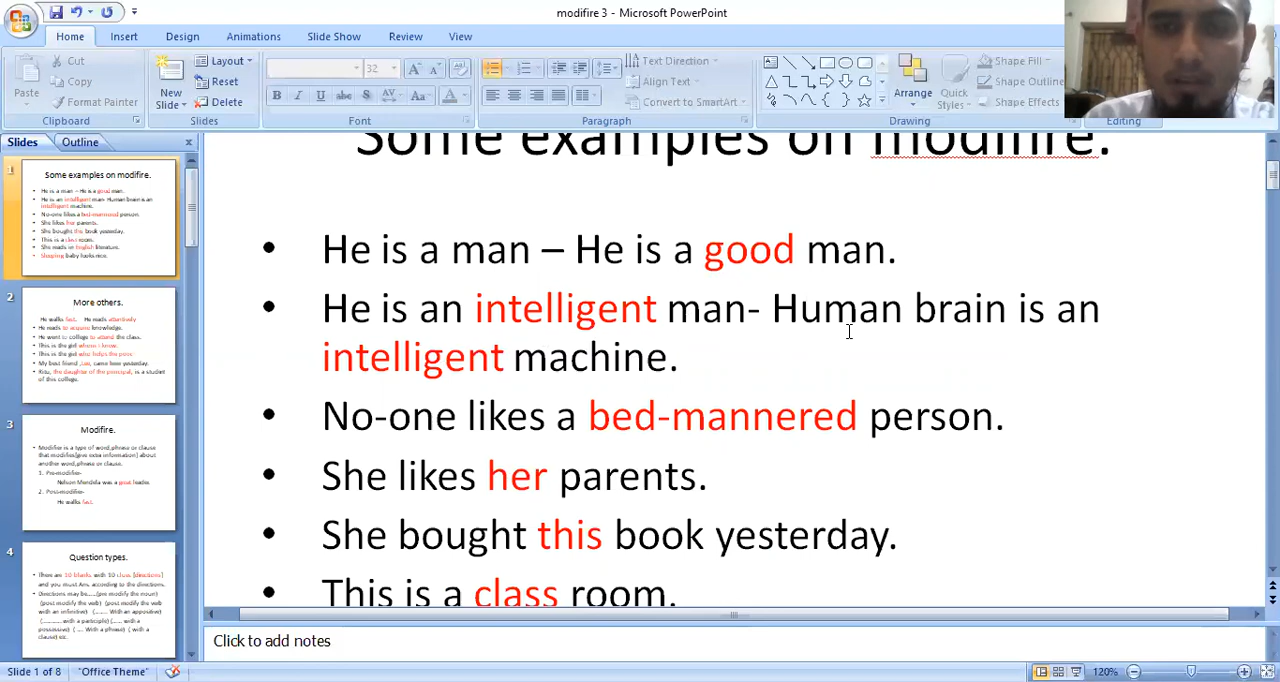 modifire 3 - Microsoft PowerPoint
Home Insert Design Animations Slide Show Review View
Cut
Copy
Format Painter
Paste
Clipboard
New Slide
Layout
Reset
Delete
Slides
32
B I U abe S AV Aa A
Font
Paragraph
Text Direction
Align Text
Convert to SmartArt
Arrange
Quick Styles
Shape Fill
Shape Outline
Shape Effects
Drawing
Editing
Slides Outline
1
Some examples on modifire.
He is a man – He is a good man.
He is an intelligent man- Human brain is an
intelligent machine.
No-one likes a bed-mannered person.
She likes her parents.
She bought this book yesterday.
This is a class room.
She reads in English literature.
Sleeping baby looks nice.
2
More others.
He walks fast. He reads attentively
He reads to acquire knowledge.
He went to college to attend the class.
This is the girl whom I know.
This is the girl who helps the poor.
My best friend ,
came here yesterday.
Ritu, the daughter of the principal, is a student
of this college.
3
Modifire.
Modifier is a type of word,phrase or clause
that modifies(give extra information) about
another word,phrase or clause.
1. Pre-modifier-
Nelson Mandela was a great leader.
2. Post-modifier-
He walks fast.
4
Question types.
There are 10 blanks with 10 clues (directions)
and you must Ans. according to the directions.
Directions may be.....(pre modify the noun)
(post modify the verb) (post modify the verb
with an infinitive) (....... With an appositive)
(............with a participle) (..... with a
possessive) ( .... With a phrase) ( with a
clause) etc.
Some examples on modifire.
• He is a man – He is a good man.
• He is an intelligent man- Human brain is an
intelligent machine.
• No-one likes a bed-mannered person.
• She likes her parents.
• She bought this book yesterday.
• This is a class room.
Click to add notes
Slide 1 of 8 "Office Theme" 120%